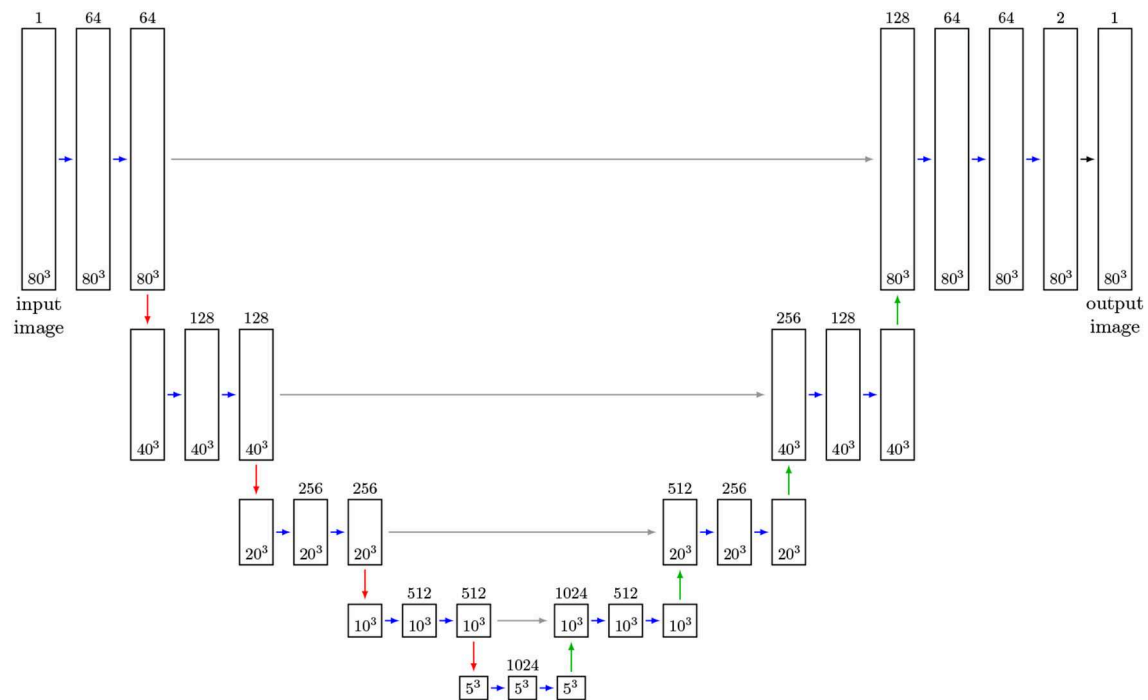 1 64 64 128 64 64 2 1
80³ 80³ 80³ 80³ 80³ 80³ 80³ 80³
input output
image image
128 128 256 128
40³ 40³ 40³ 40³ 40³ 40³
256 256 512 256
20³ 20³ 20³ 20³ 20³ 20³
512 512 1024 512
10³ 10³ 10³ 10³ 10³ 10³
1024
5³ 5³ 5³